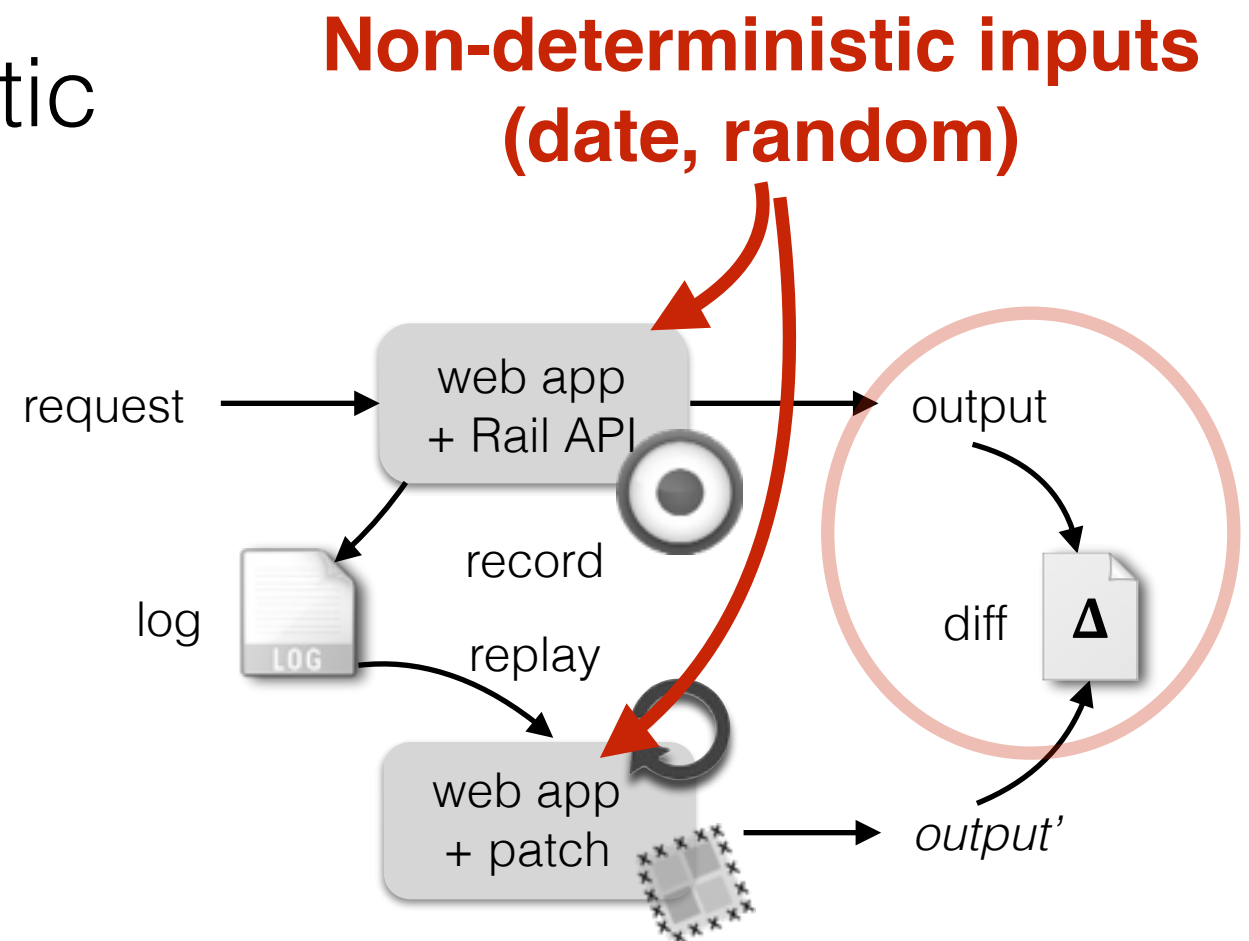 Non-deterministic inputs
tic
(date, random)
request
web app
+ Rail API
output
record
log
LOG
replay
diff
Δ
web app
+ patch
output’